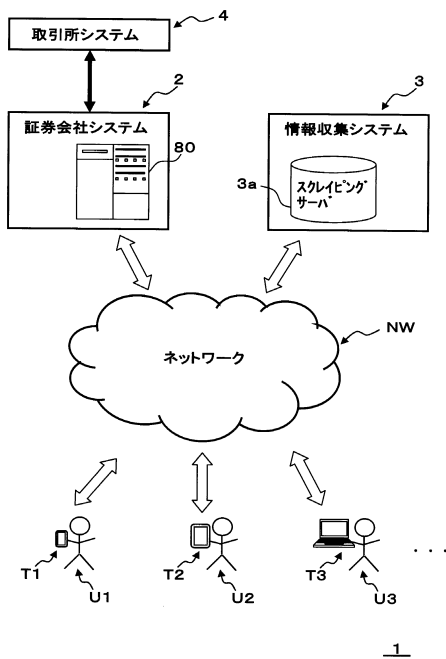 取引所システム
4
証券会社システム
2
80
情報収集システム
3
3a
スクレイピング
サーバ
ネットワーク
NW
T1
U1
T2
U2
T3
U3
. . .
1